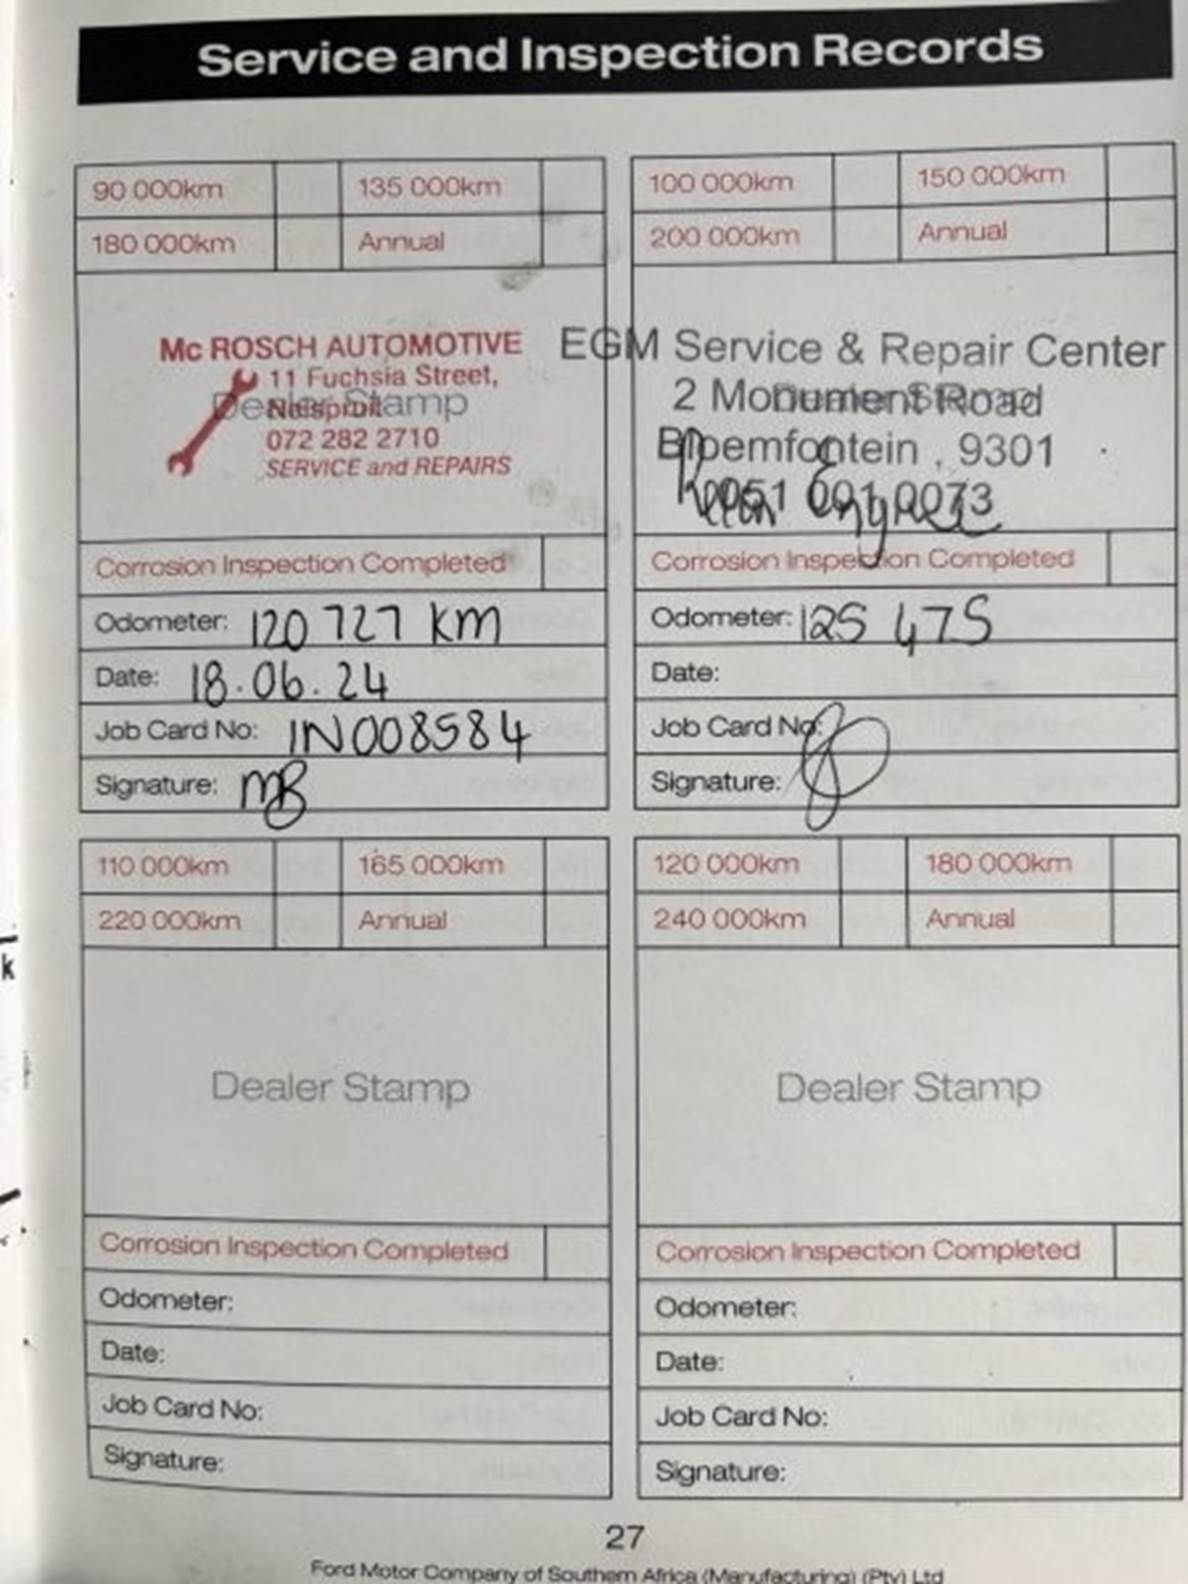 Service and Inspection Records
90 000km
135 000km
180 000km
Annual
Mc ROSCH AUTOMOTIVE
11 Fuchsia Street,
Nelspruit
Dealer Stamp
072 282 2710
SERVICE and REPAIRS
Corrosion Inspection Completed
Odometer: 120 727 KM
Date: 18.06.24
Job Card No: IN008584
Signature: MB
100 000km
150 000km
200 000km
Annual
EGM Service & Repair Center
2 Monument Road
Dealer Stamp
Bloemfontein , 9301
Corrosion Inspection Completed
Odometer: 125 475
Date:
Job Card No:
Signature:
110 000km
165 000km
220 000km
Annual
Dealer Stamp
Corrosion Inspection Completed
Odometer:
Date:
Job Card No:
Signature:
120 000km
180 000km
240 000km
Annual
Dealer Stamp
Corrosion Inspection Completed
Odometer:
Date:
Job Card No:
Signature:
27
Ford Motor Company of Southern Africa (Manufacturing) (Pty) Ltd
k